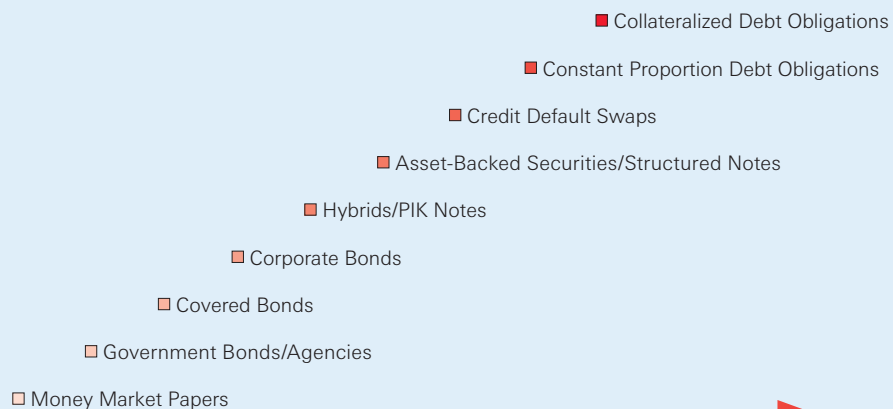 Collateralized Debt Obligations
Constant Proportion Debt Obligations
Credit Default Swaps
Asset-Backed Securities/Structured Notes
Hybrids/PIK Notes
Corporate Bonds
Covered Bonds
Government Bonds/Agencies
Money Market Papers